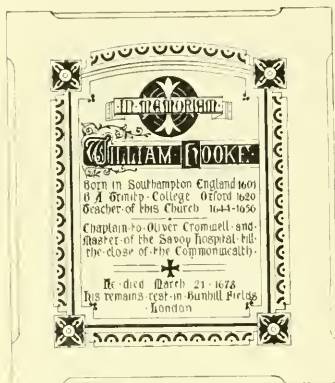 ·IN·MEMORIAM·
WILLIAM·HOOKE·
Born in Southampton England 1601
B A Trinity · College Oxford 1620
Teacher · of this Church 1644-1656
Chaplain · to · Oliver Cromwell · and ·
Master · of the Savoy Hospital · till ·
the · close · of · the Commonwealth ·
He · died March 21 · 1678
his remains · rest · in · Bunhill Fields
· London